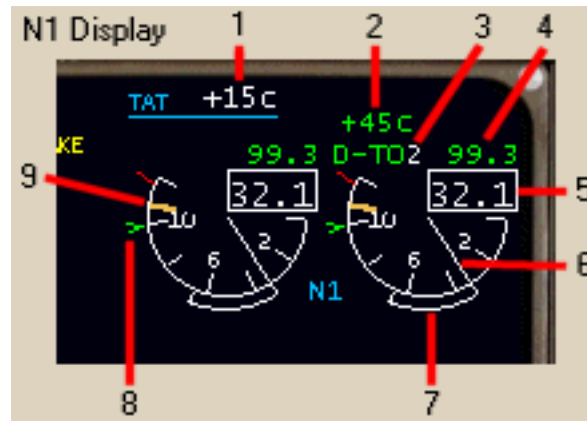 N1 Display
1 2 3 4
TAT +15c
+45c
KE
99.3 D-TO2 99.3
9 32.1 32.1 5
10 2 10 2
6 6 6
N1
8 7